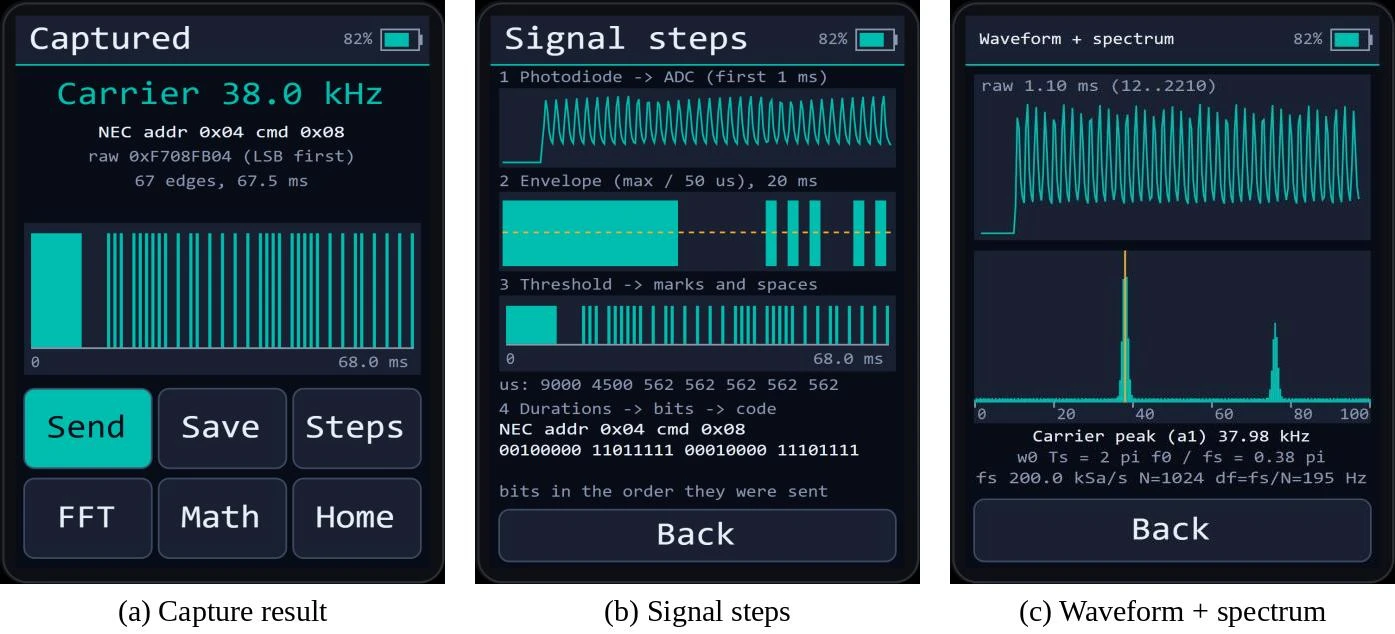 Captured
82%
Carrier 38.0 kHz
NEC addr 0x04 cmd 0x08
raw 0xF708FB04 (LSB first)
67 edges, 67.5 ms
0
68.0 ms
Send
Save
Steps
FFT
Math
Home
(a) Capture result
Signal steps
82%
1 Photodiode -> ADC (first 1 ms)
2 Envelope (max / 50 us), 20 ms
3 Threshold -> marks and spaces
0
68.0 ms
us: 9000 4500 562 562 562 562 562
4 Durations -> bits -> code
NEC addr 0x04 cmd 0x08
00100000 11011111 00010000 11101111
bits in the order they were sent
Back
(b) Signal steps
Waveform + spectrum
82%
raw 1.10 ms (12..2210)
0 20 40 60 80 100
Carrier peak (a1) 37.98 kHz
w0 Ts = 2 pi f0 / fs = 0.38 pi
fs 200.0 kSa/s N=1024 df=fs/N=195 Hz
Back
(c) Waveform + spectrum